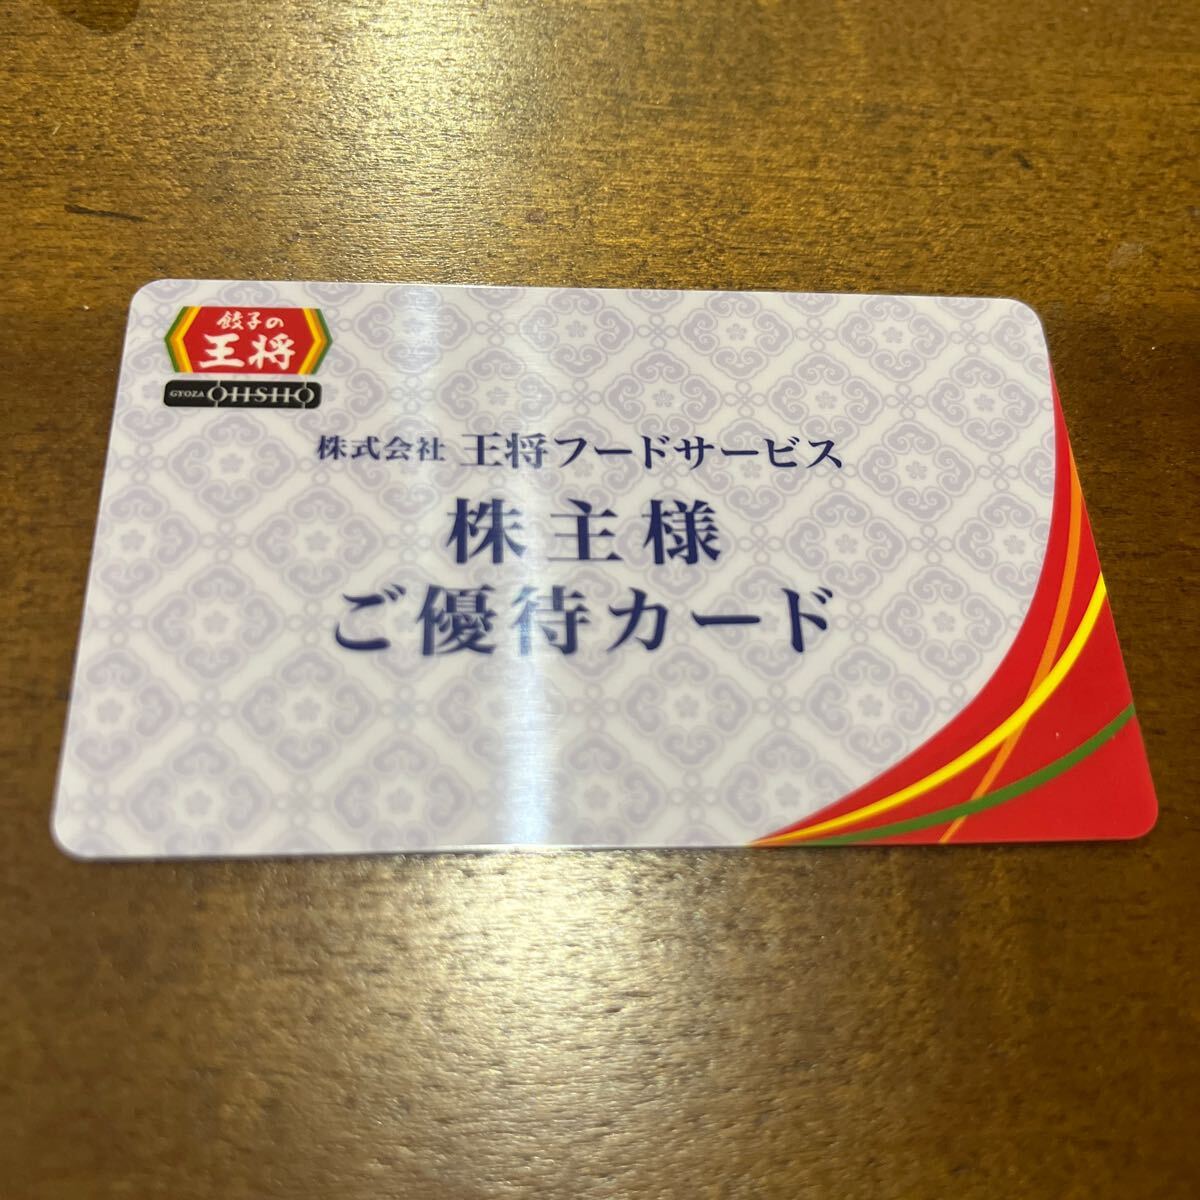 餃子の
王将
GYOZA OHSHO
株式会社 王将フードサービス
株主様
ご優待カード